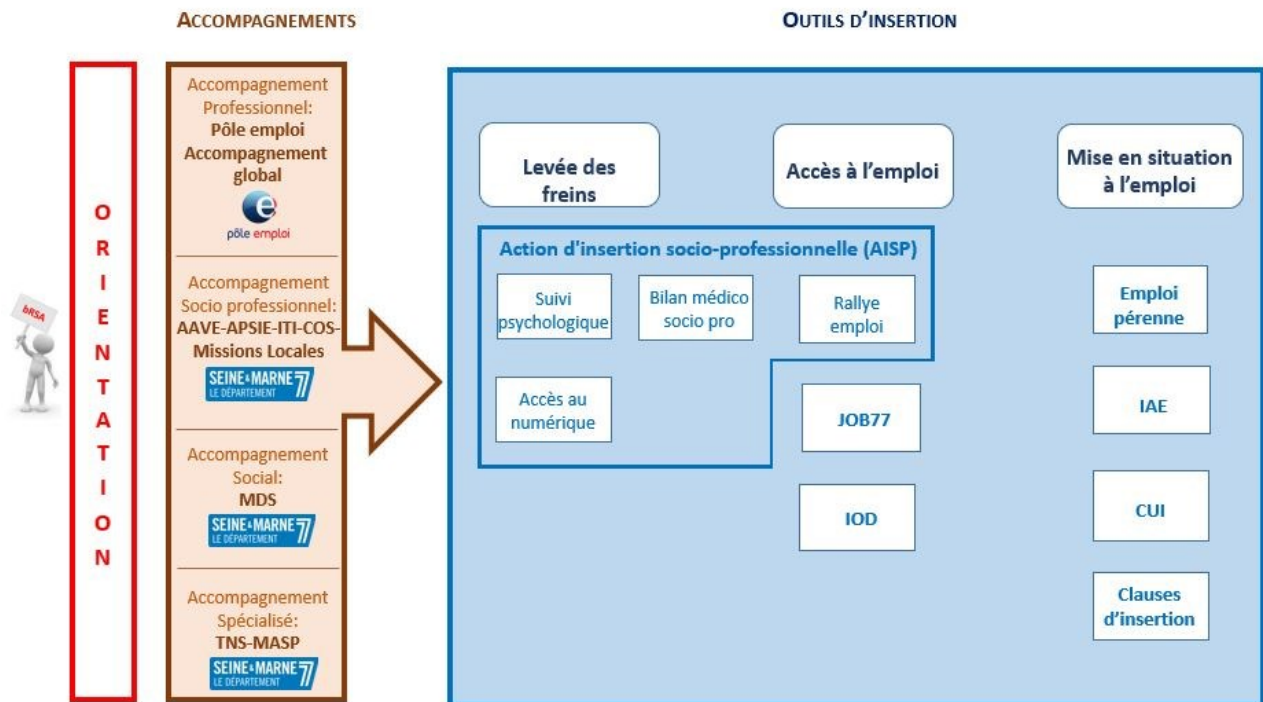 ACCOMPAGNEMENTS
OUTILS D'INSERTION
bRSA
ORIENTATION
Accompagnement
Professionnel:
Pôle emploi
Accompagnement
global
pôle emploi
Accompagnement
Socio professionnel:
AAVE-APSIE-ITI-COS-
Missions Locales
SEINE&MARNE 77
LE DÉPARTEMENT
Accompagnement
Social:
MDS
SEINE&MARNE 77
LE DÉPARTEMENT
Accompagnement
Spécialisé:
TNS-MASP
SEINE&MARNE 77
LE DÉPARTEMENT
Levée des
freins
Accès à l'emploi
Mise en situation
à l'emploi
Action d'insertion socio-professionnelle (AISP)
Suivi
psychologique
Bilan médico
socio pro
Rallye
emploi
Accès au
numérique
JOB77
IOD
Emploi
pérenne
IAE
CUI
Clauses
d'insertion